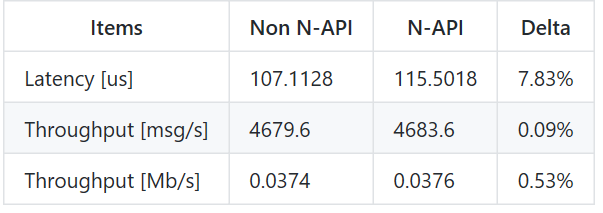 Items Non N-API N-API Delta
Latency [us] 107.1128 115.5018 7.83%
Throughput [msg/s] 4679.6 4683.6 0.09%
Throughput [Mb/s] 0.0374 0.0376 0.53%